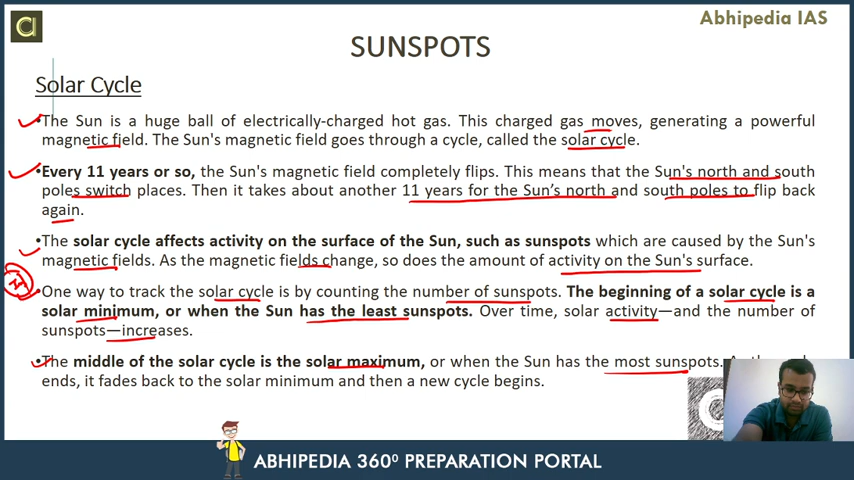 a
Abhipedia IAS
SUNSPOTS
Solar Cycle
•The Sun is a huge ball of electrically-charged hot gas. This charged gas moves, generating a powerful
magnetic field. The Sun's magnetic field goes through a cycle, called the solar cycle.
•Every 11 years or so, the Sun's magnetic field completely flips. This means that the Sun's north and south
poles switch places. Then it takes about another 11 years for the Sun's north and south poles to flip back
again.
•The solar cycle affects activity on the surface of the Sun, such as sunspots which are caused by the Sun's
magnetic fields. As the magnetic fields change, so does the amount of activity on the Sun's surface.
•One way to track the solar cycle is by counting the number of sunspots. The beginning of a solar cycle is a
solar minimum, or when the Sun has the least sunspots. Over time, solar activity—and the number of
sunspots—increases.
•The middle of the solar cycle is the solar maximum, or when the Sun has the most sunspots.
ends, it fades back to the solar minimum and then a new cycle begins.
ABHIPEDIA 360⁰ PREPARATION PORTAL